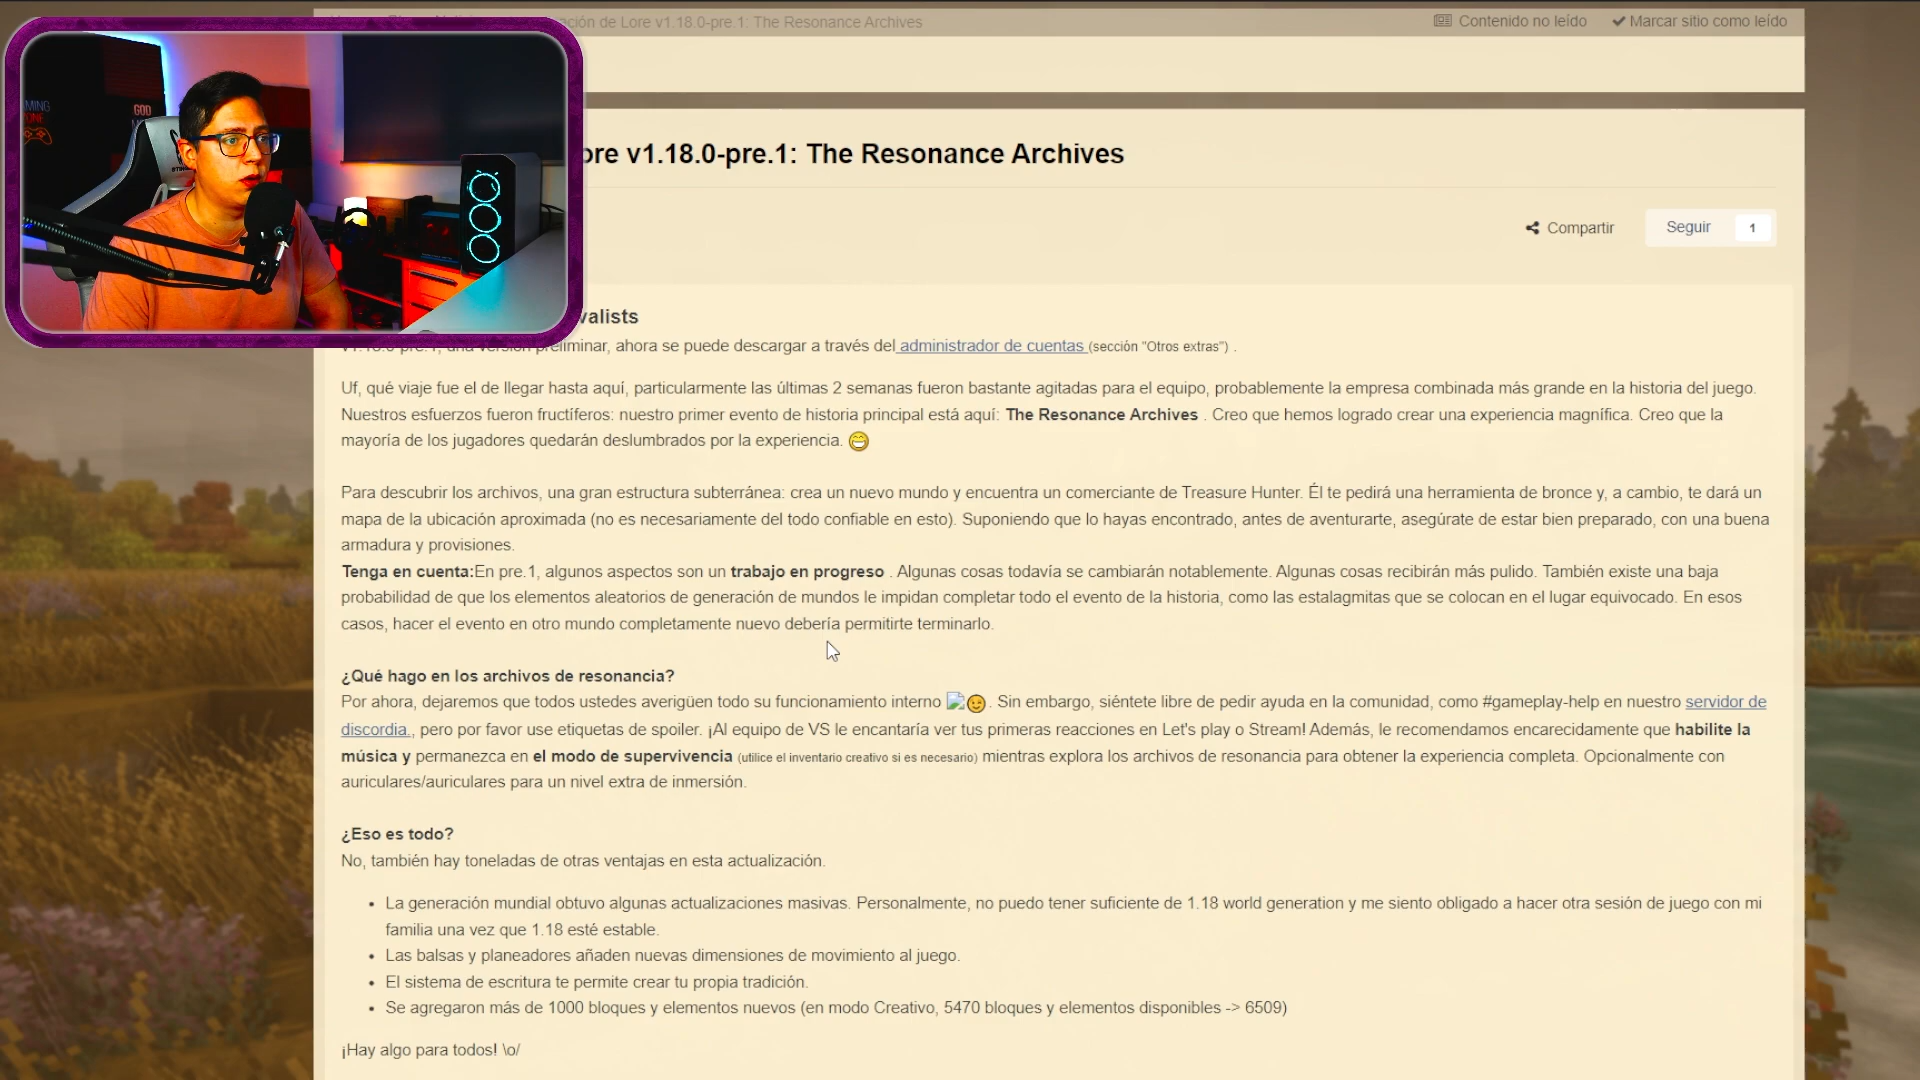 ción de Lore v1.18.0-pre.1: The Resonance Archives
Contenido no leído
Marcar sitio como leído
GOD
ore v1.18.0-pre.1: The Resonance Archives
Compartir
Seguir 1
valists
v1.18.0-pre.1, una versión preliminar, ahora se puede descargar a través del administrador de cuentas (sección "Otros extras") .
Uf, qué viaje fue el de llegar hasta aquí, particularmente las últimas 2 semanas fueron bastante agitadas para el equipo, probablemente la empresa combinada más grande en la historia del juego.
Nuestros esfuerzos fueron fructíferos: nuestro primer evento de historia principal está aquí: The Resonance Archives . Creo que hemos logrado crear una experiencia magnífica. Creo que la
mayoría de los jugadores quedarán deslumbrados por la experiencia. 😁
Para descubrir los archivos, una gran estructura subterránea: crea un nuevo mundo y encuentra un comerciante de Treasure Hunter. Él te pedirá una herramienta de bronce y, a cambio, te dará un
mapa de la ubicación aproximada (no es necesariamente del todo confiable en esto). Suponiendo que lo hayas encontrado, antes de aventurarte, asegúrate de estar bien preparado, con una buena
armadura y provisiones.
Tenga en cuenta:En pre.1, algunos aspectos son un trabajo en progreso . Algunas cosas todavía se cambiarán notablemente. Algunas cosas recibirán más pulido. También existe una baja
probabilidad de que los elementos aleatorios de generación de mundos le impidan completar todo el evento de la historia, como las estalagmitas que se colocan en el lugar equivocado. En esos
casos, hacer el evento en otro mundo completamente nuevo debería permitirte terminarlo.
¿Qué hago en los archivos de resonancia?
Por ahora, dejaremos que todos ustedes averigüen todo su funcionamiento interno 😉 . Sin embargo, siéntete libre de pedir ayuda en la comunidad, como #gameplay-help en nuestro servidor de
discordia., pero por favor use etiquetas de spoiler. ¡Al equipo de VS le encantaría ver tus primeras reacciones en Let's play o Stream! Además, le recomendamos encarecidamente que habilite la
música y permanezca en el modo de supervivencia (utilice el inventario creativo si es necesario) mientras explora los archivos de resonancia para obtener la experiencia completa. Opcionalmente con
auriculares/auriculares para un nivel extra de inmersión.
¿Eso es todo?
No, también hay toneladas de otras ventajas en esta actualización.
• La generación mundial obtuvo algunas actualizaciones masivas. Personalmente, no puedo tener suficiente de 1.18 world generation y me siento obligado a hacer otra sesión de juego con mi
familia una vez que 1.18 esté estable.
• Las balsas y planeadores añaden nuevas dimensiones de movimiento al juego.
• El sistema de escritura te permite crear tu propia tradición.
• Se agregaron más de 1000 bloques y elementos nuevos (en modo Creativo, 5470 bloques y elementos disponibles -> 6509)
¡Hay algo para todos! \o/